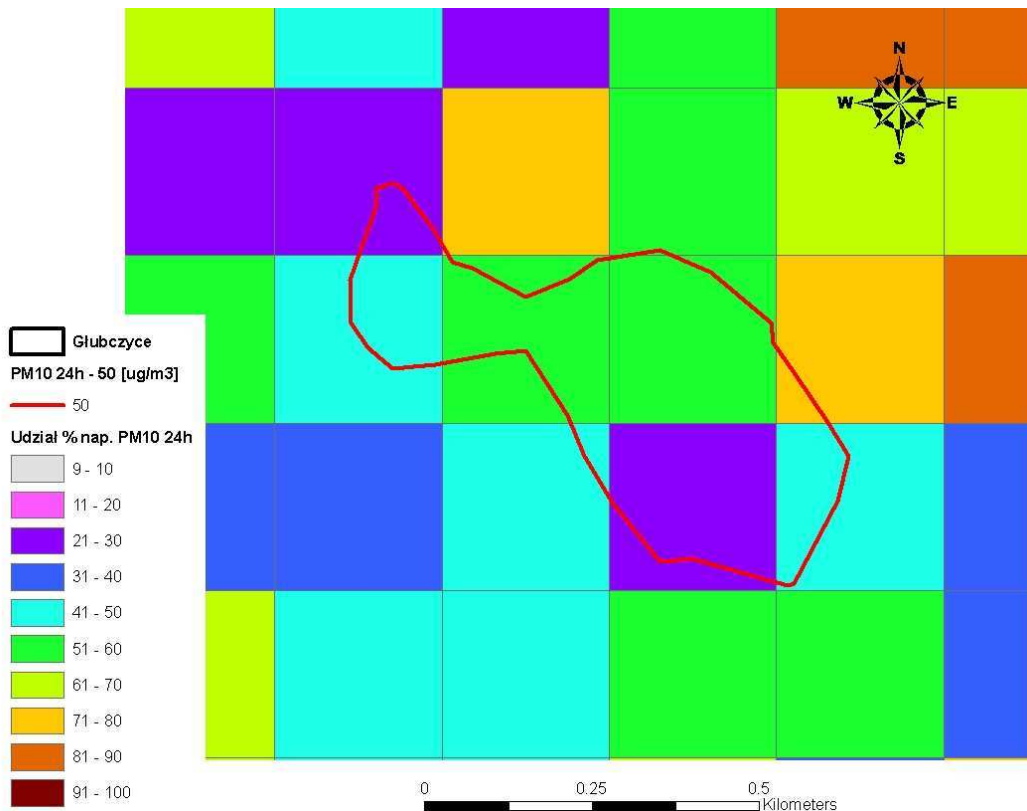 N
W E
S
Głubczyce
PM10 24h - 50 [ug/m3]
50
Udział % nap. PM10 24h
9 - 10
11 - 20
21 - 30
31 - 40
41 - 50
51 - 60
61 - 70
71 - 80
81 - 90
91 - 100
0 0.25 0.5
Kilometers